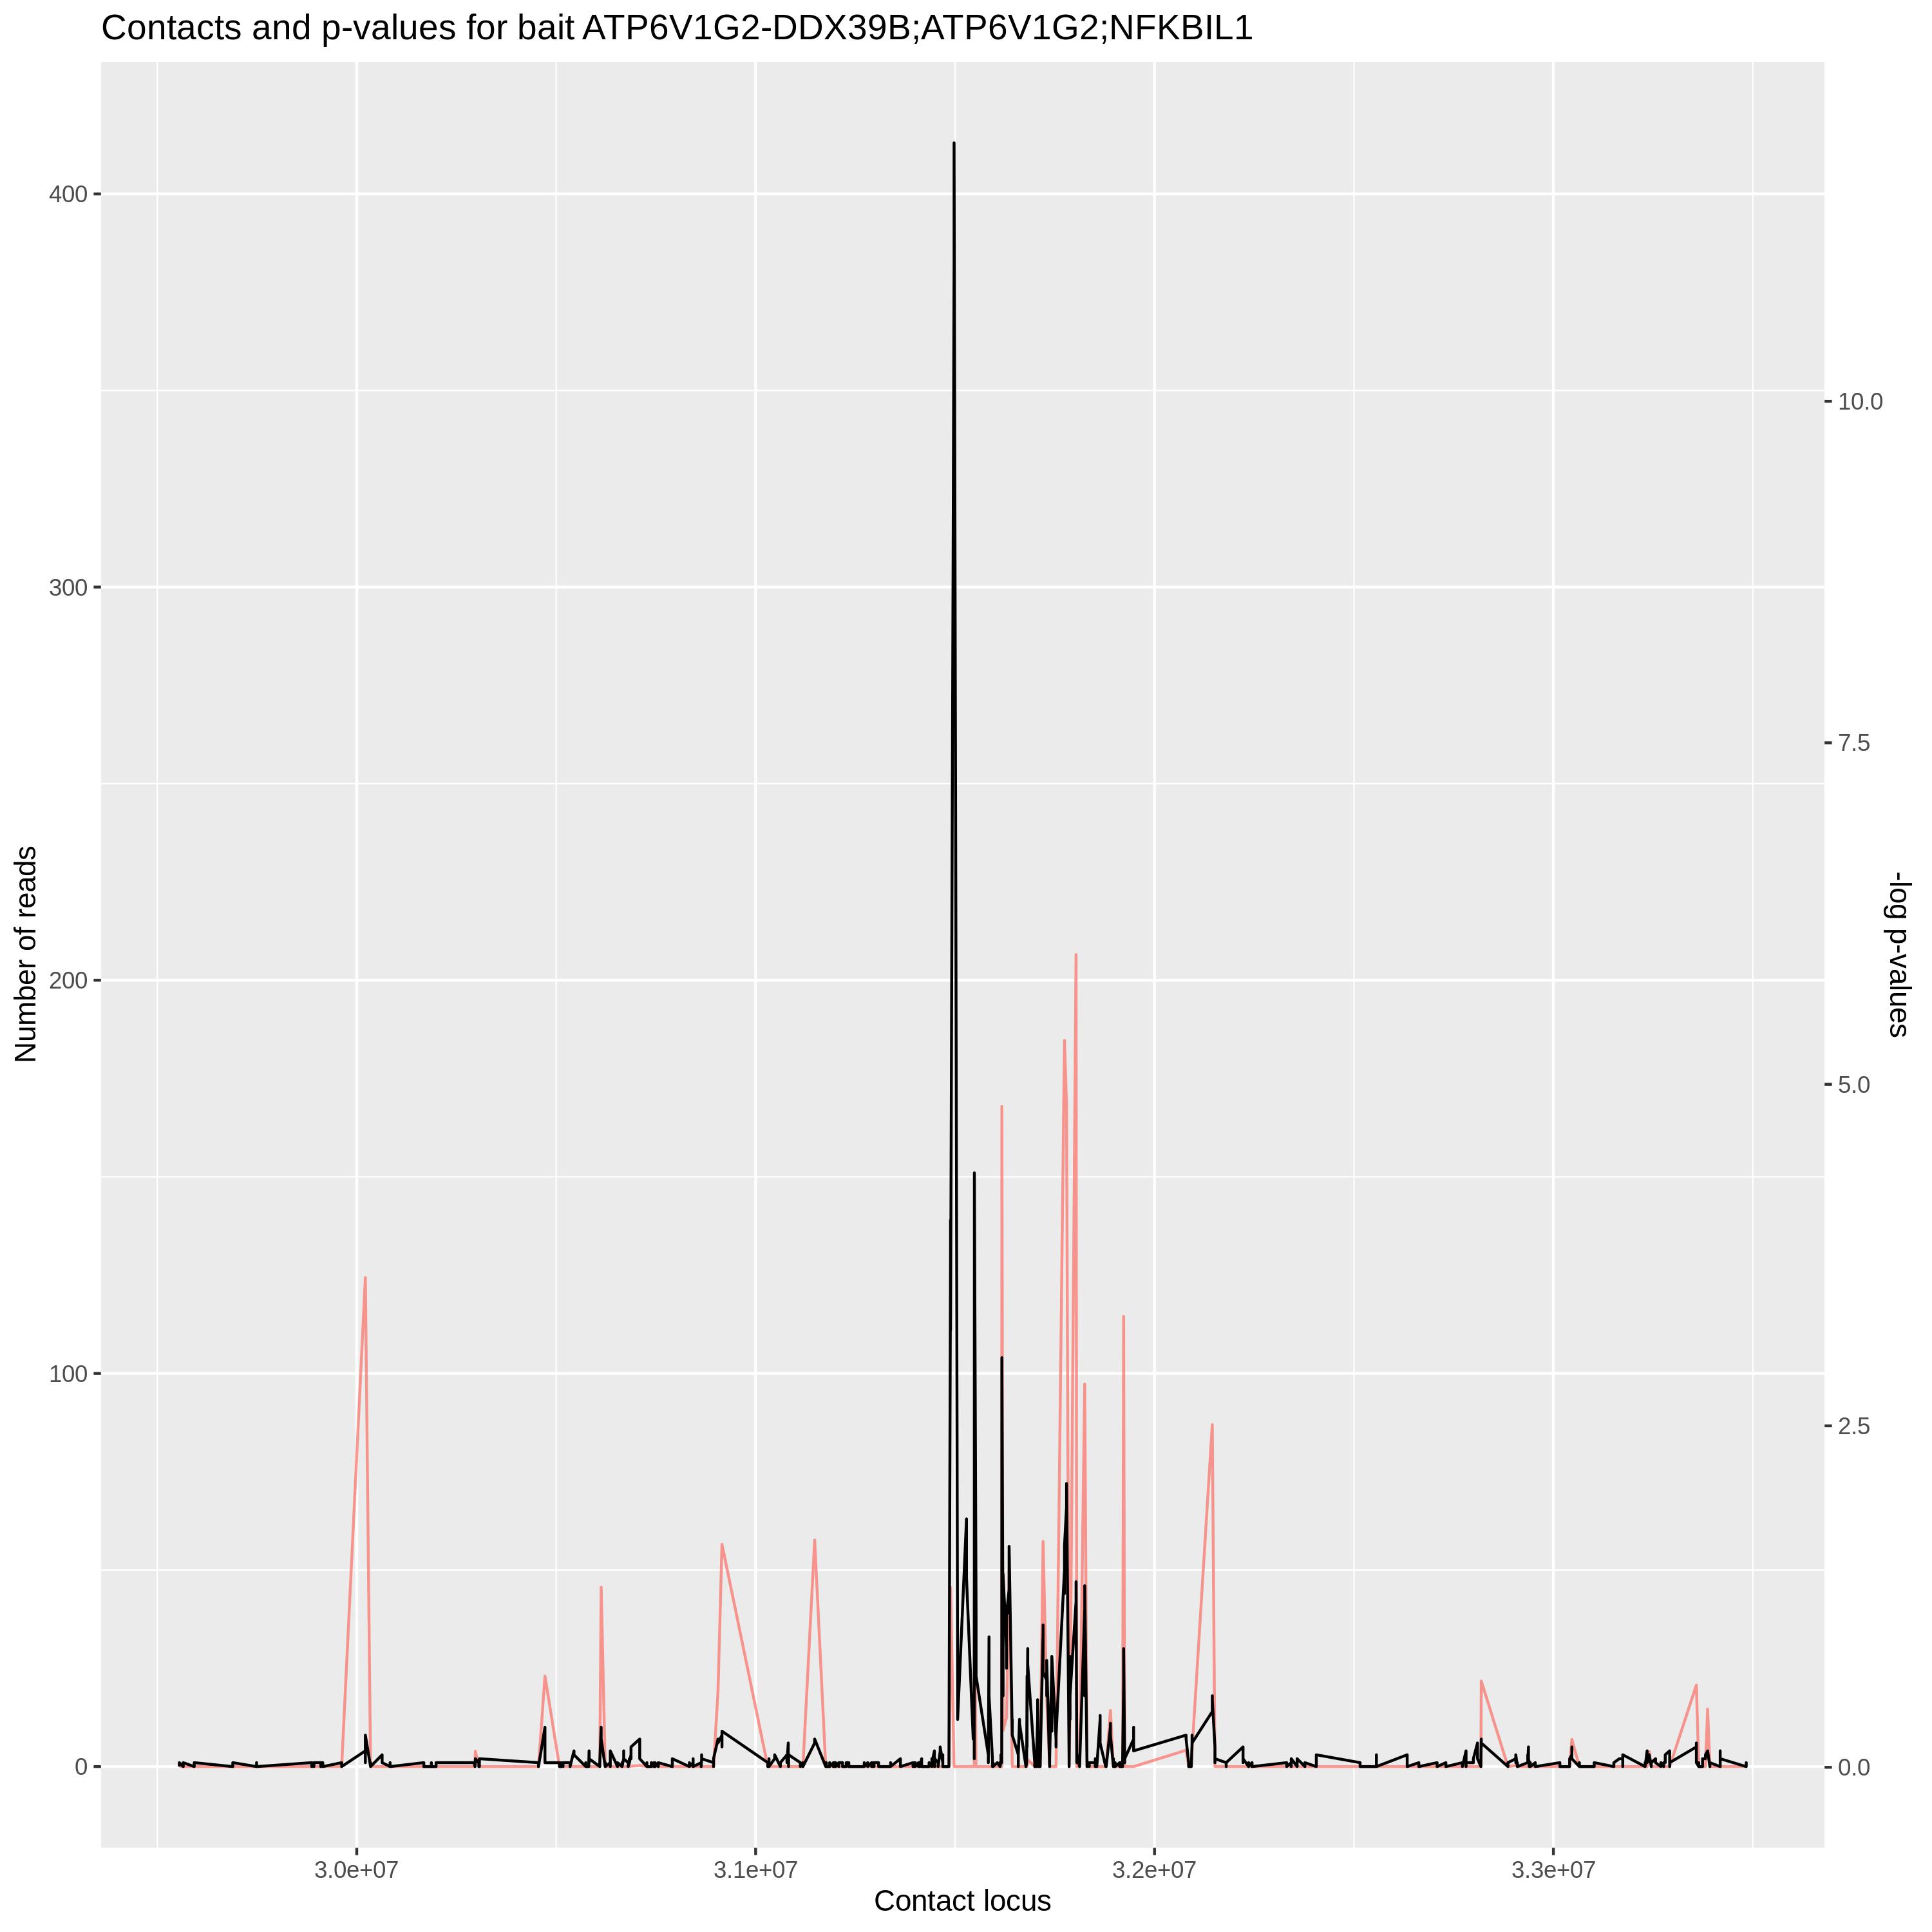 Contacts and p-values for bait ATP6V1G2-DDX39B;ATP6V1G2;NFKBIL1
400
300
200
100
0
Number of reads
10.0
7.5
5.0
2.5
0.0
-log p-values
3.0e+07 3.1e+07 3.2e+07 3.3e+07
Contact locus